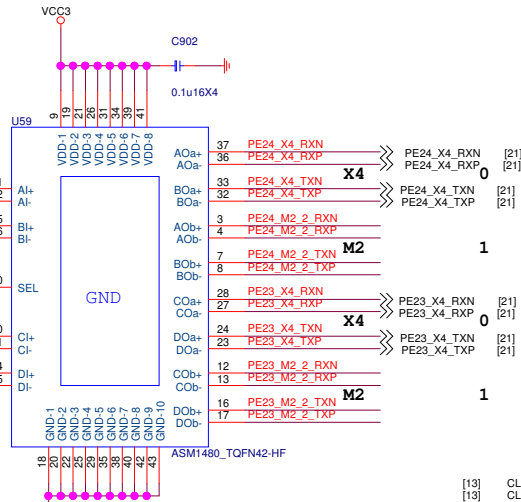 VCC3
C902
0.1u16X4
U59
9 19 21 26 31 34 39 41
VDD-1 VDD-2 VDD-3 VDD-4 VDD-5 VDD-6 VDD-7 VDD-8
AOa+ 37 PE24_X4_RXN PE24_X4_RXN [21]
AOa- 36 PE24_X4_RXP PE24_X4_RXP [21]
X4 0
AI+ BOa+ 33 PE24_X4_TXN PE24_X4_TXN [21]
AI- BOa- 32 PE24_X4_TXP PE24_X4_TXP [21]
BI+ AOb+ 3 PE24_M2_2_RXN
BI- AOb- 4 PE24_M2_2_RXP
M2 1
BOb+ 7 PE24_M2_2_TXN
BOb- 8 PE24_M2_2_TXP
SEL
GND
COa+ 28 PE23_X4_RXN PE23_X4_RXN [21]
COa- 27 PE23_X4_RXP PE23_X4_RXP [21]
X4 0
CI+ DOa+ 24 PE23_X4_TXN PE23_X4_TXN [21]
CI- DOa- 23 PE23_X4_TXP PE23_X4_TXP [21]
DI+ COb+ 12 PE23_M2_2_RXN
DI- COb- 13 PE23_M2_2_RXP
M2 1
DOb+ 16 PE23_M2_2_TXN
DOb- 17 PE23_M2_2_TXP
GND-1 GND-2 GND-3 GND-4 GND-5 GND-6 GND-7 GND-8 GND-9 GND-10
18 20 22 25 29 35 38 40 42 43
ASM1480_TQFN42-HF
[13] CL
[13] CL